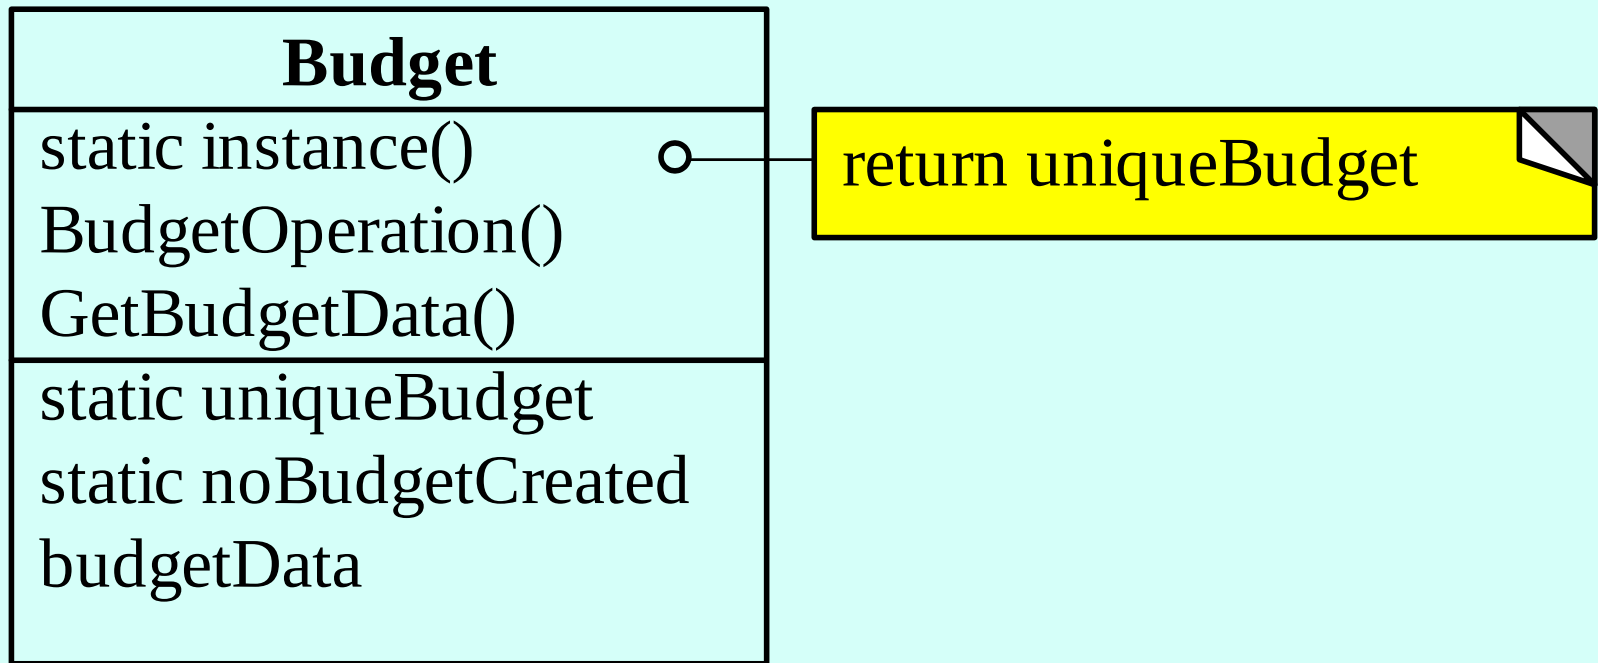 Budget
static instance()
return uniqueBudget
BudgetOperation()
GetBudgetData()
static uniqueBudget
static noBudgetCreated
budgetData